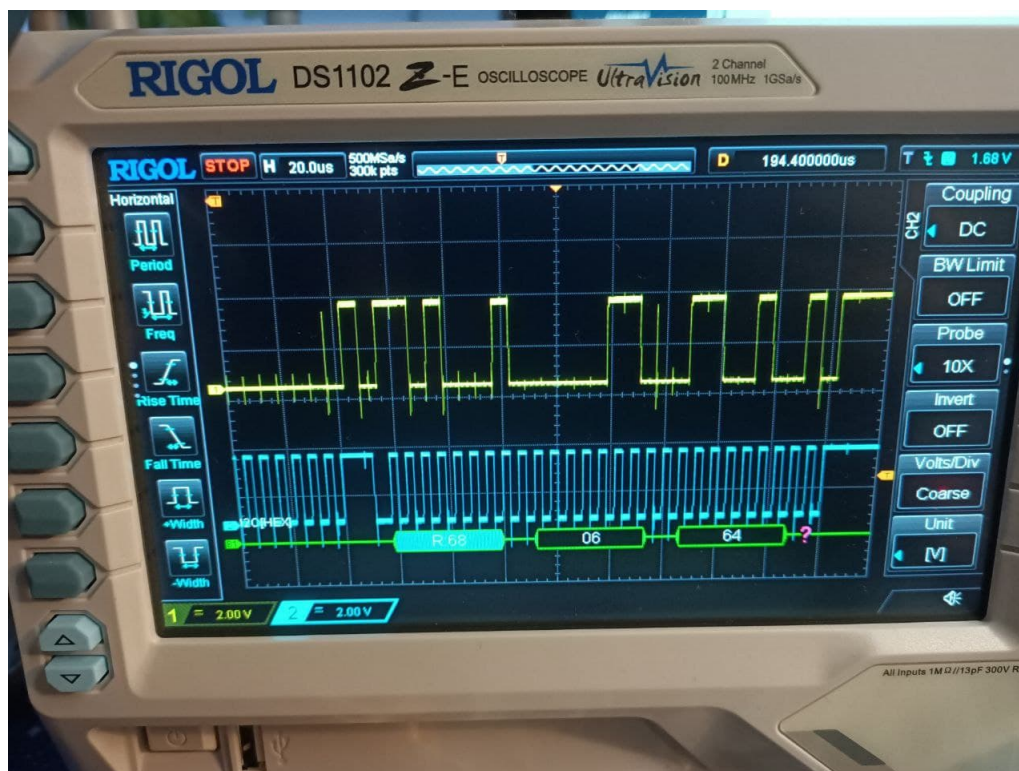 RIGOL DS1102 Z-E OSCILLOSCOPE UltraVision 2 Channel
100MHz 1GSa/s
RIGOL STOP H 20.0us 500MSa/s
300k pts
T
D 194.400000us T 1.68 V
Horizontal
Period
Freq
Rise Time
Fall Time
+Width
-Width
CH2
Coupling
DC
BW Limit
OFF
Probe
10X
Invert
OFF
Volts/Div
Coarse
Unit
[V]
I2C[HEX]
R:68 06 64 ?
1 = 2.00 V 2 = 2.00 V
All inputs 1MΩ//13pF 300V R